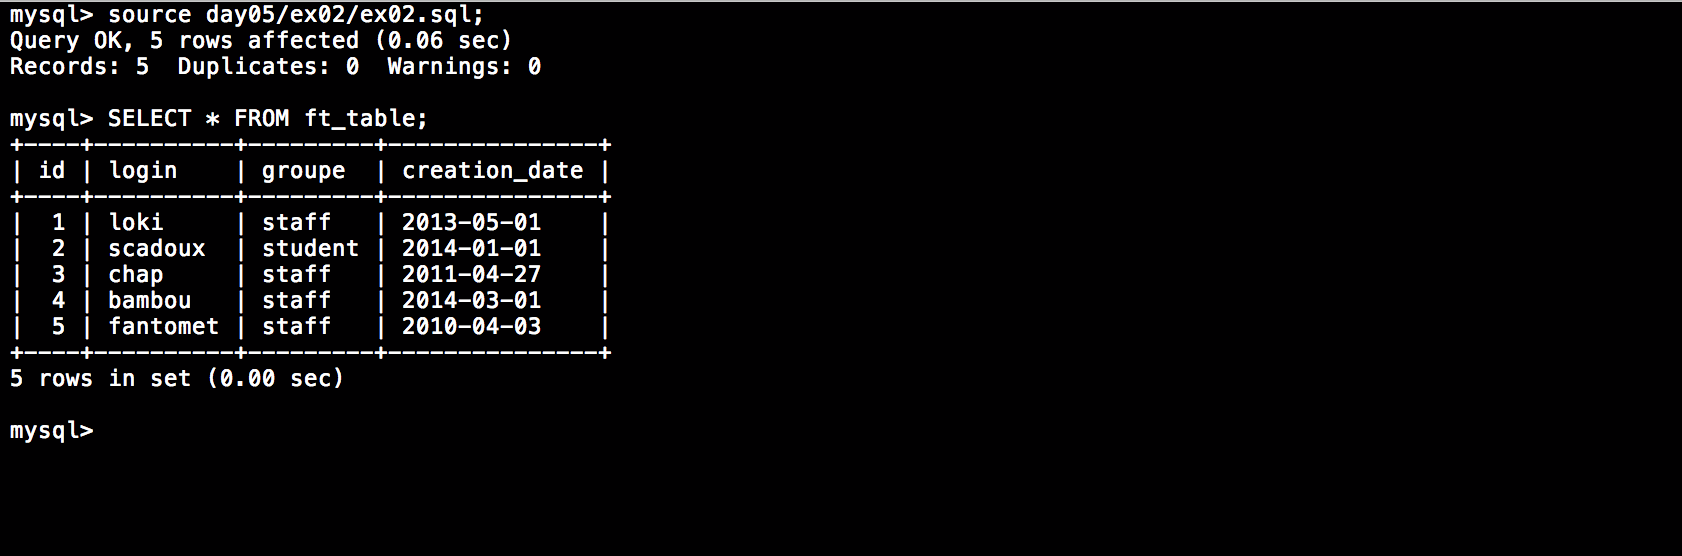 mysql> source day05/ex02/ex02.sql;
Query OK, 5 rows affected (0.06 sec)
Records: 5  Duplicates: 0  Warnings: 0

mysql> SELECT * FROM ft_table;
+----+----------+---------+---------------+
| id | login    | groupe  | creation_date |
+----+----------+---------+---------------+
|  1 | loki     | staff   | 2013-05-01    |
|  2 | scadoux  | student | 2014-01-01    |
|  3 | chap     | staff   | 2011-04-27    |
|  4 | bambou   | staff   | 2014-03-01    |
|  5 | fantomet | staff   | 2010-04-03    |
+----+----------+---------+---------------+
5 rows in set (0.00 sec)

mysql>